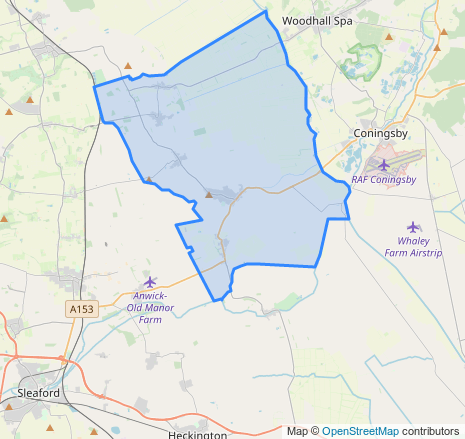 Woodhall Spa
Coningsby
RAF Coningsby
Whaley
Farm Airstrip
Anwick-
Old Manor
Farm
A153
Sleaford
Heckington
Map © OpenStreetMap contributors